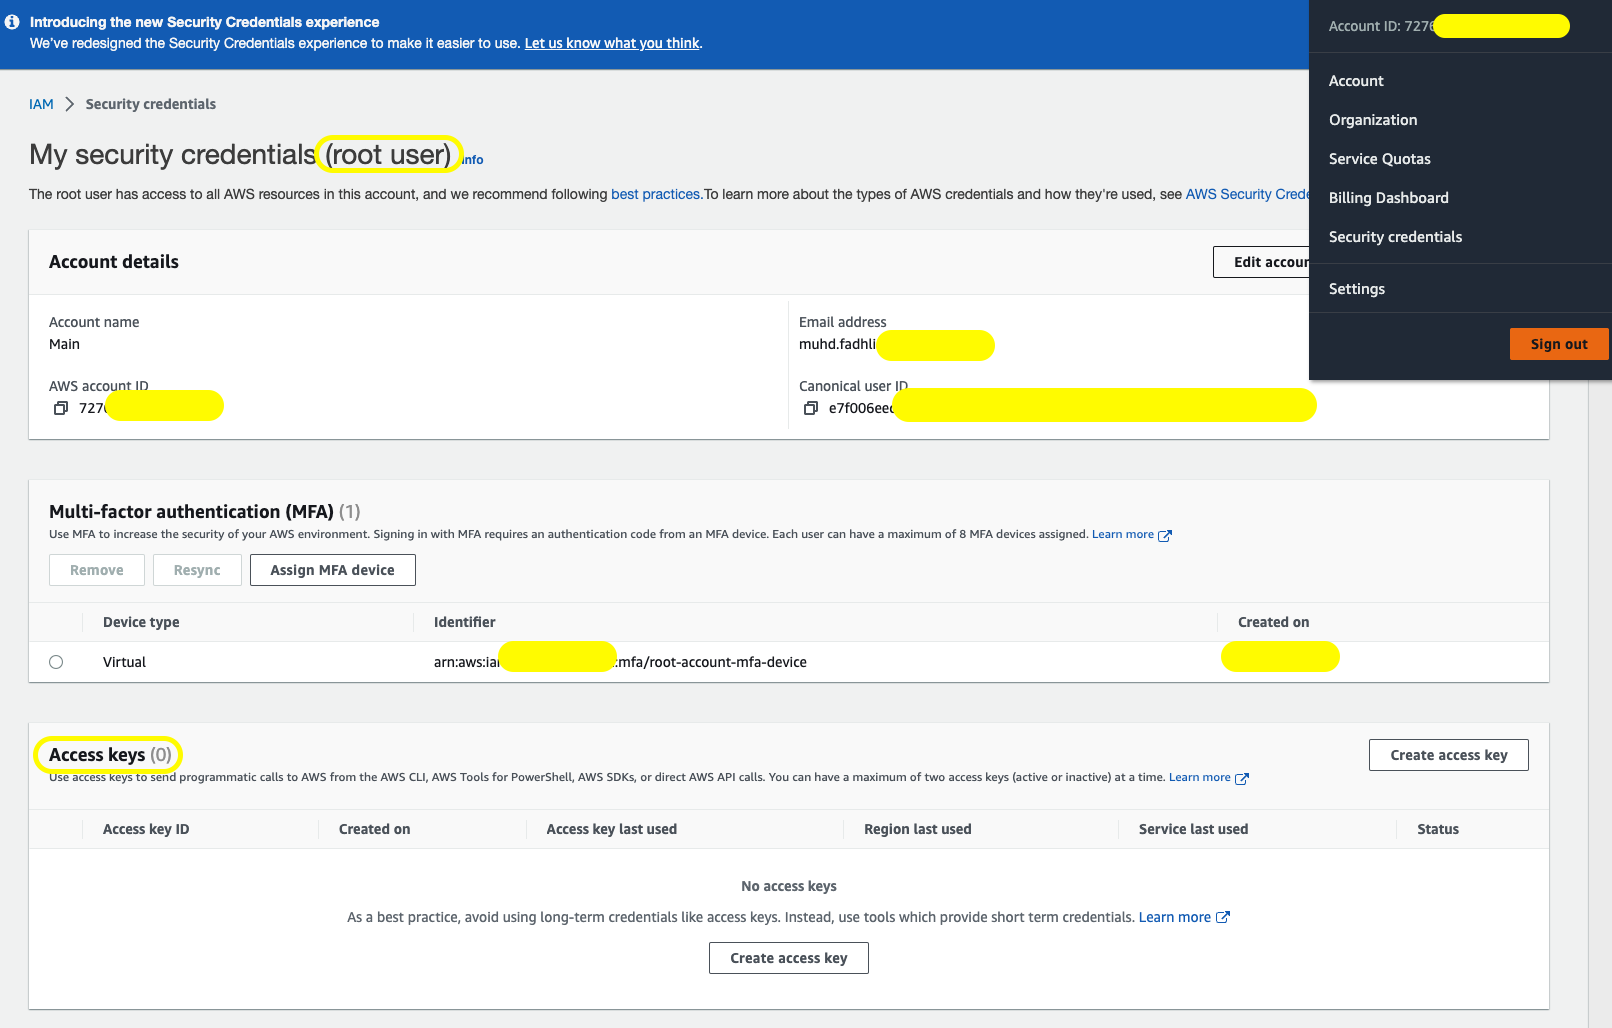 Introducing the new Security Credentials experience
We've redesigned the Security Credentials experience to make it easier to use. Let us know what you think.
Account ID: 7276
Account
Organization
Service Quotas
Billing Dashboard
Security credentials
Settings
Sign out
IAM > Security credentials
My security credentials (root user) Info
The root user has access to all AWS resources in this account, and we recommend following best practices.To learn more about the types of AWS credentials and how they're used, see AWS Security
Account details
Edit
Account name
Main
Email address
muhd.fadhli
AWS account ID
727
Canonical user ID
e7f006eec
Multi-factor authentication (MFA) (1)
Use MFA to increase the security of your AWS environment. Signing in with MFA requires an authentication code from an MFA device. Each user can have a maximum of 8 MFA devices assigned. Learn more
Remove Resync Assign MFA device
Device type Identifier Created on
Virtual arn:aws:ia :mfa/root-account-mfa-device
Access keys (0)
Create access key
Use access keys to send programmatic calls to AWS from the AWS CLI, AWS Tools for PowerShell, AWS SDKs, or direct AWS API calls. You can have a maximum of two access keys (active or inactive) at a time. Learn more
Access key ID Created on Access key last used Region last used Service last used Status
No access keys
As a best practice, avoid using long-term credentials like access keys. Instead, use tools which provide short term credentials. Learn more
Create access key